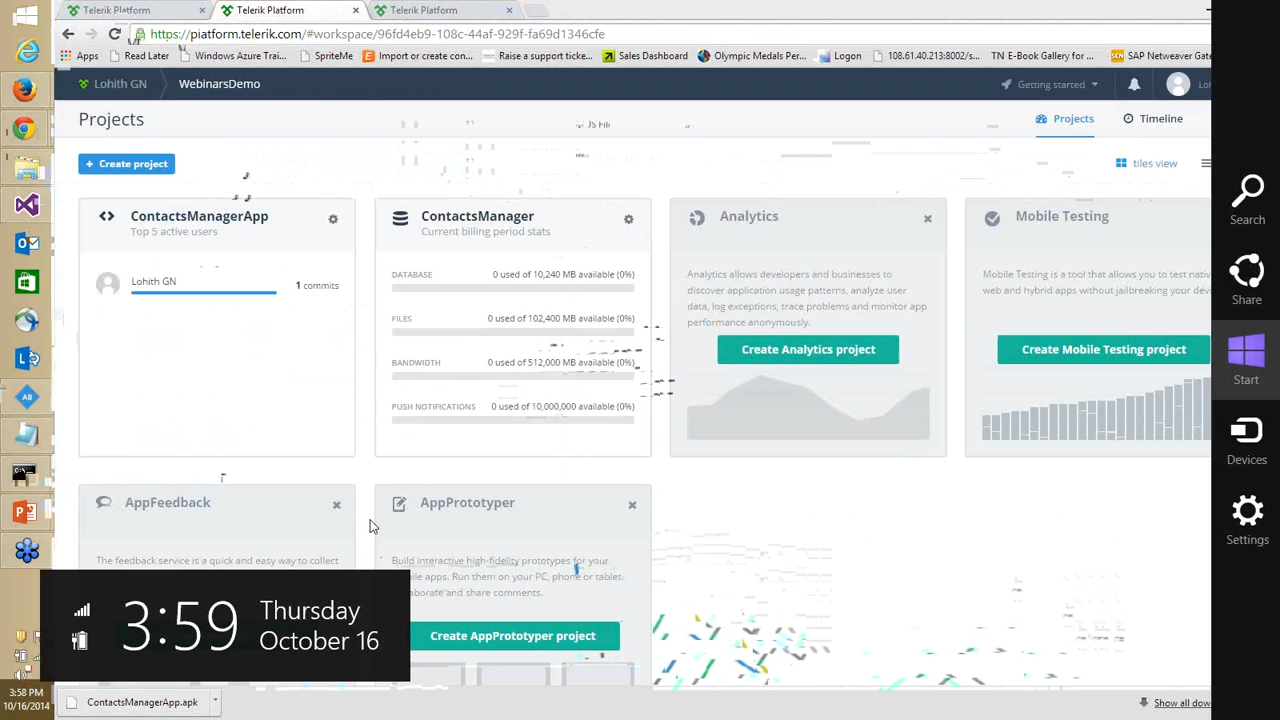 Telerik Platform
Telerik Platform
Telerik Platform
https://platform.telerik.com/#workspace/96fd4eb9-108c-44af-929f-fa69d1346cfe
Apps
Read Later
Windows Azure Trai...
SpriteMe
Import or create co...
Raise a support ticke...
Sales Dashboard
Olympic Medals Per...
Logon
108.61.40.213:8002/s...
TN E-Book Gallery for ...
SAP Netweaver Gate
Lohith GN
WebinarsDemo
Getting started
Projects
Projects
Timeline
+ Create project
tiles view
JS File
ContactsManagerApp
Top 5 active users
Lohith GN
1 commits
ContactsManager
Current billing period stats
DATABASE 0 used of 10,240 MB available (0%)
FILES 0 used of 102,400 MB available (0%)
BANDWIDTH 0 used of 512,000 MB available (0%)
PUSH NOTIFICATIONS 0 used of 10,000,000 available (0%)
Analytics
Analytics allows developers and businesses to
discover application usage patterns, analyze user
data, log exceptions, trace problems and monitor app
performance anonymously.
Create Analytics project
Mobile Testing
Mobile Testing is a tool that allows you to test nati
web and hybrid apps without jailbreaking your de
Create Mobile Testing project
AppFeedback
The feedback service is a quick and easy way to collect
AppPrototyper
Build interactive high-fidelity prototypes for your
apps. Run them on your PC, phone or tablet.
share comments.
Create AppPrototyper project
Search
Share
Start
Devices
Settings
3:59
Thursday
October 16
3:58 PM
10/16/2014
ContactsManagerApp.apk
Show all dow